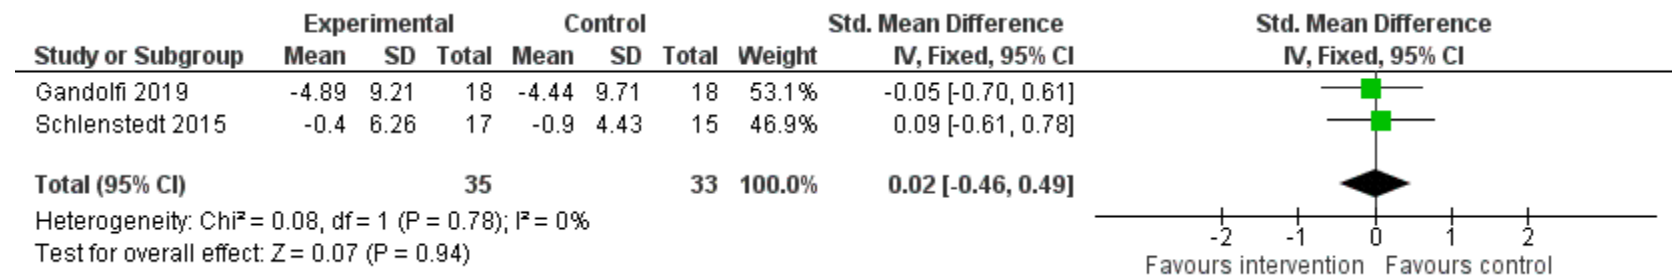 Experimental Control Std. Mean Difference Std. Mean Difference
Study or Subgroup Mean SD Total Mean SD Total Weight IV, Fixed, 95% CI IV, Fixed, 95% CI
Gandolfi 2019 -4.89 9.21 18 -4.44 9.71 18 53.1% -0.05 [-0.70, 0.61]
Schlenstedt 2015 -0.4 6.26 17 -0.9 4.43 15 46.9% 0.09 [-0.61, 0.78]
Total (95% CI) 35 33 100.0% 0.02 [-0.46, 0.49]
Heterogeneity: Chi² = 0.08, df = 1 (P = 0.78); I² = 0%
Test for overall effect: Z = 0.07 (P = 0.94)
-2 -1 0 1 2
Favours intervention Favours control